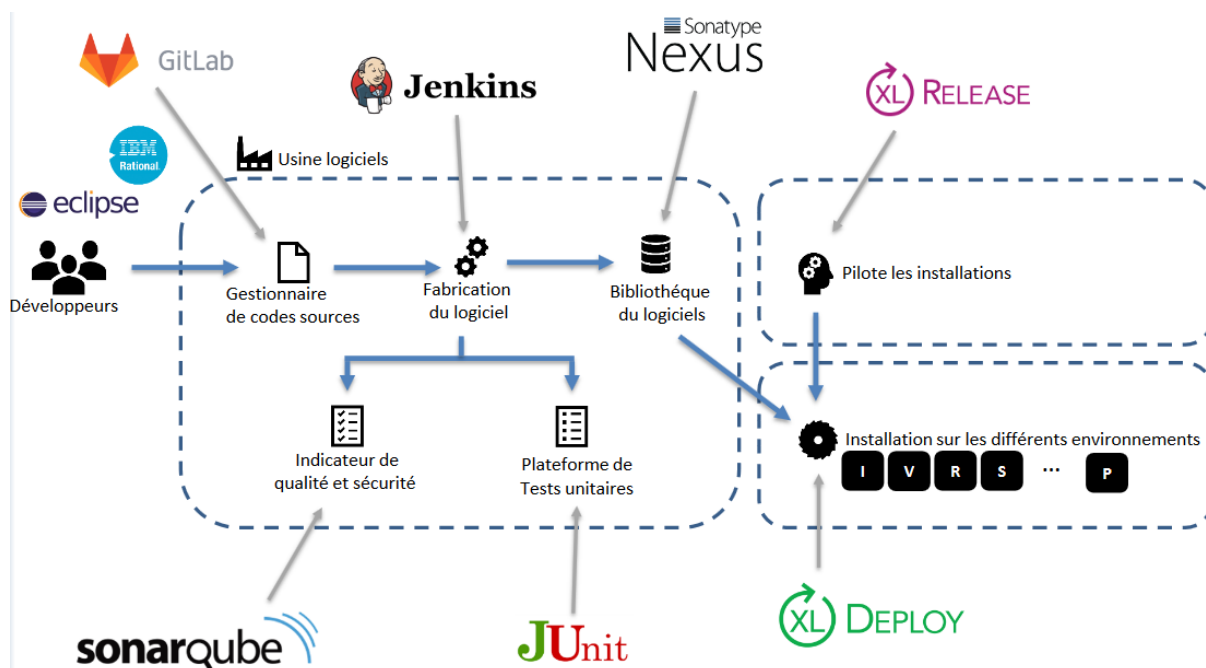 GitLab
Jenkins
Sonatype
Nexus
XL RELEASE
IBM
Rational
eclipse
Usine logiciels
Développeurs
Gestionnaire
de codes sources
Fabrication
du logiciel
Bibliothéque
du logiciels
Pilote les installations
Indicateur de
qualité et sécurité
Plateforme de
Tests unitaires
Installation sur les différents environnements
I V R S ... P
sonarqube
JUnit
XL DEPLOY